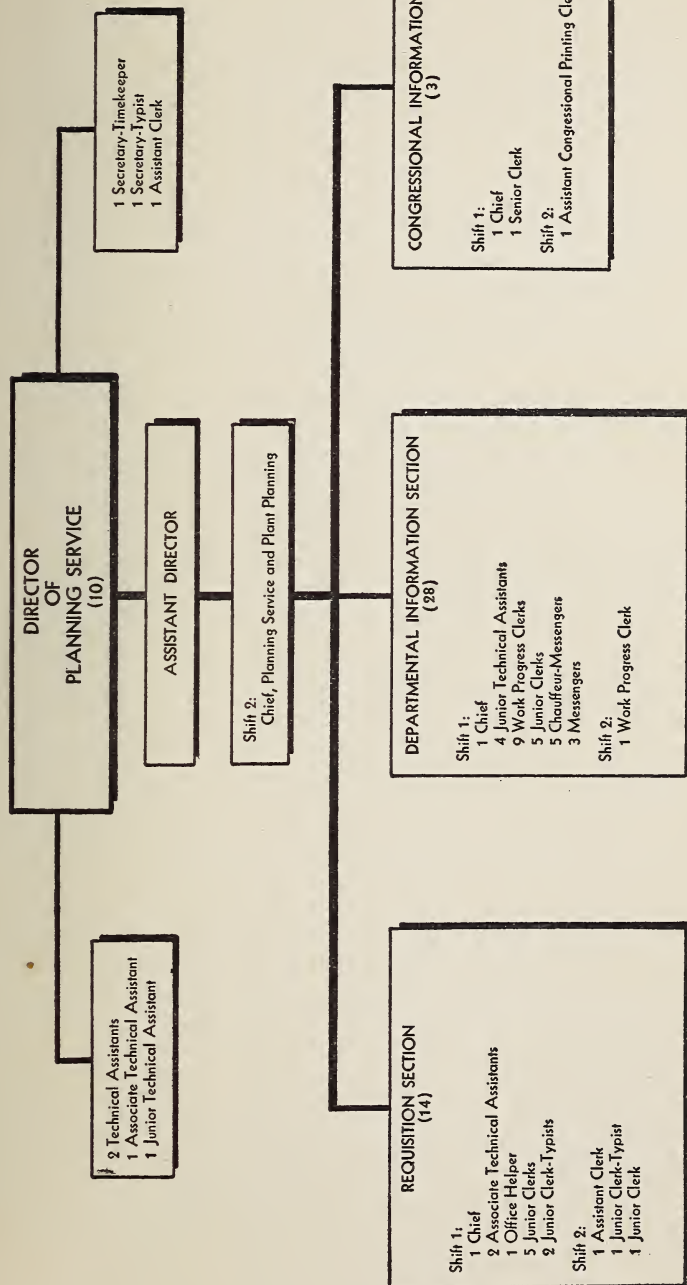 DIRECTOR
OF
PLANNING SERVICE
(10)
2 Technical Assistants
1 Associate Technical Assistant
1 Junior Technical Assistant
1 Secretary-Timekeeper
1 Secretary-Typist
1 Assistant Clerk
ASSISTANT DIRECTOR
Shift 2:
Chief, Planning Service and Plant Planning
REQUISITION SECTION
(14)
Shift 1:
1 Chief
2 Associate Technical Assistants
1 Office Helper
5 Junior Clerks
2 Junior Clerk-Typists
Shift 2:
1 Assistant Clerk
1 Junior Clerk-Typist
1 Junior Clerk
DEPARTMENTAL INFORMATION SECTION
(28)
Shift 1:
1 Chief
4 Junior Technical Assistants
9 Work Progress Clerks
5 Junior Clerks
5 Chauffeur-Messengers
3 Messengers
Shift 2:
1 Work Progress Clerk
CONGRESSIONAL INFORMATION
(3)
Shift 1:
1 Chief
1 Senior Clerk
Shift 2:
1 Assistant Congressional Printing